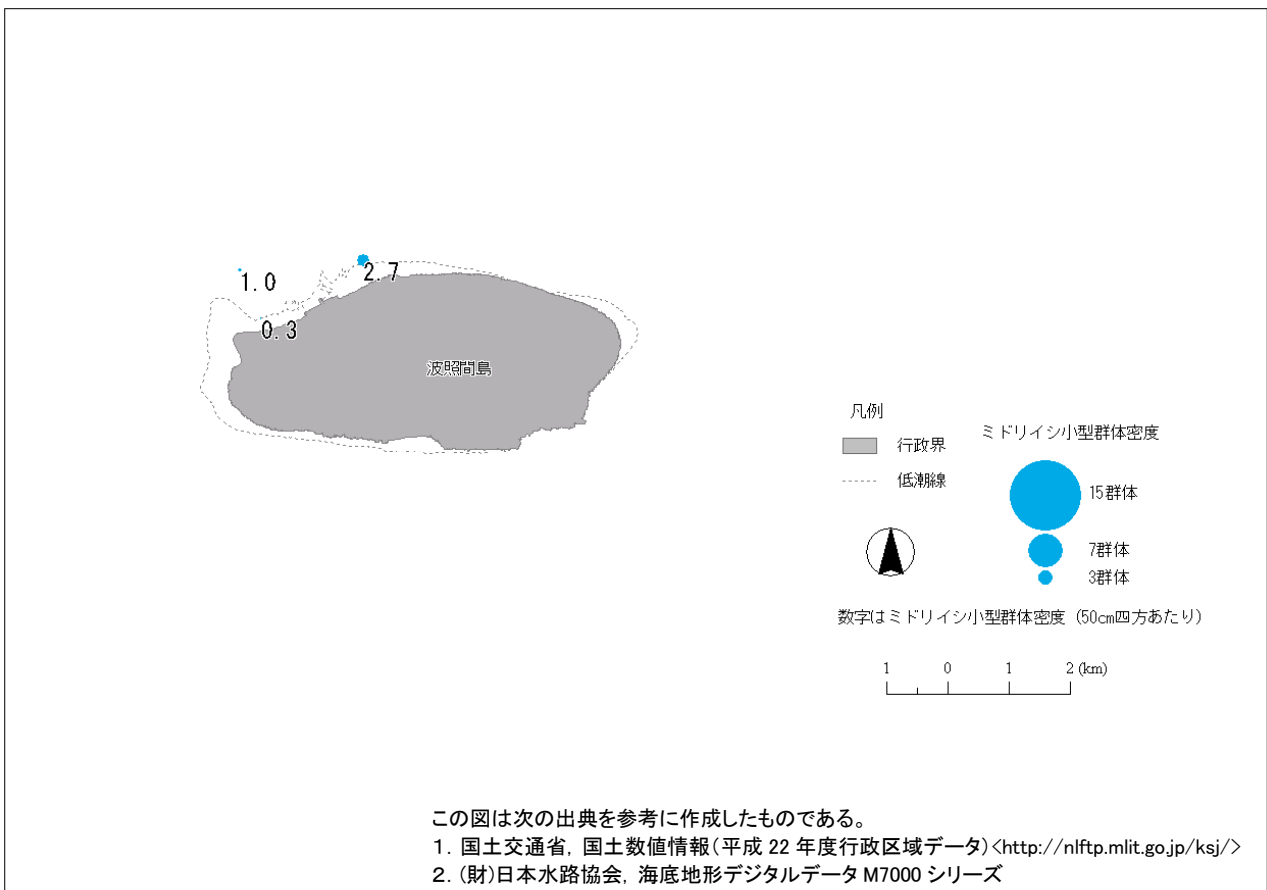 1.0
2.7
0.3
波照間島
凡例
行政界
低潮線
ミドリイシ小型群体密度
15群体
7群体
3群体
数字はミドリイシ小型群体密度 (50cm四方あたり)
1 0 1 2 (km)
この図は次の出典を参考に作成したものである。
1. 国土交通省, 国土数値情報(平成 22 年度行政区域データ)<http://nlftp.mlit.go.jp/ksj/>
2. (財)日本水路協会, 海底地形デジタルデータ M7000 シリーズ